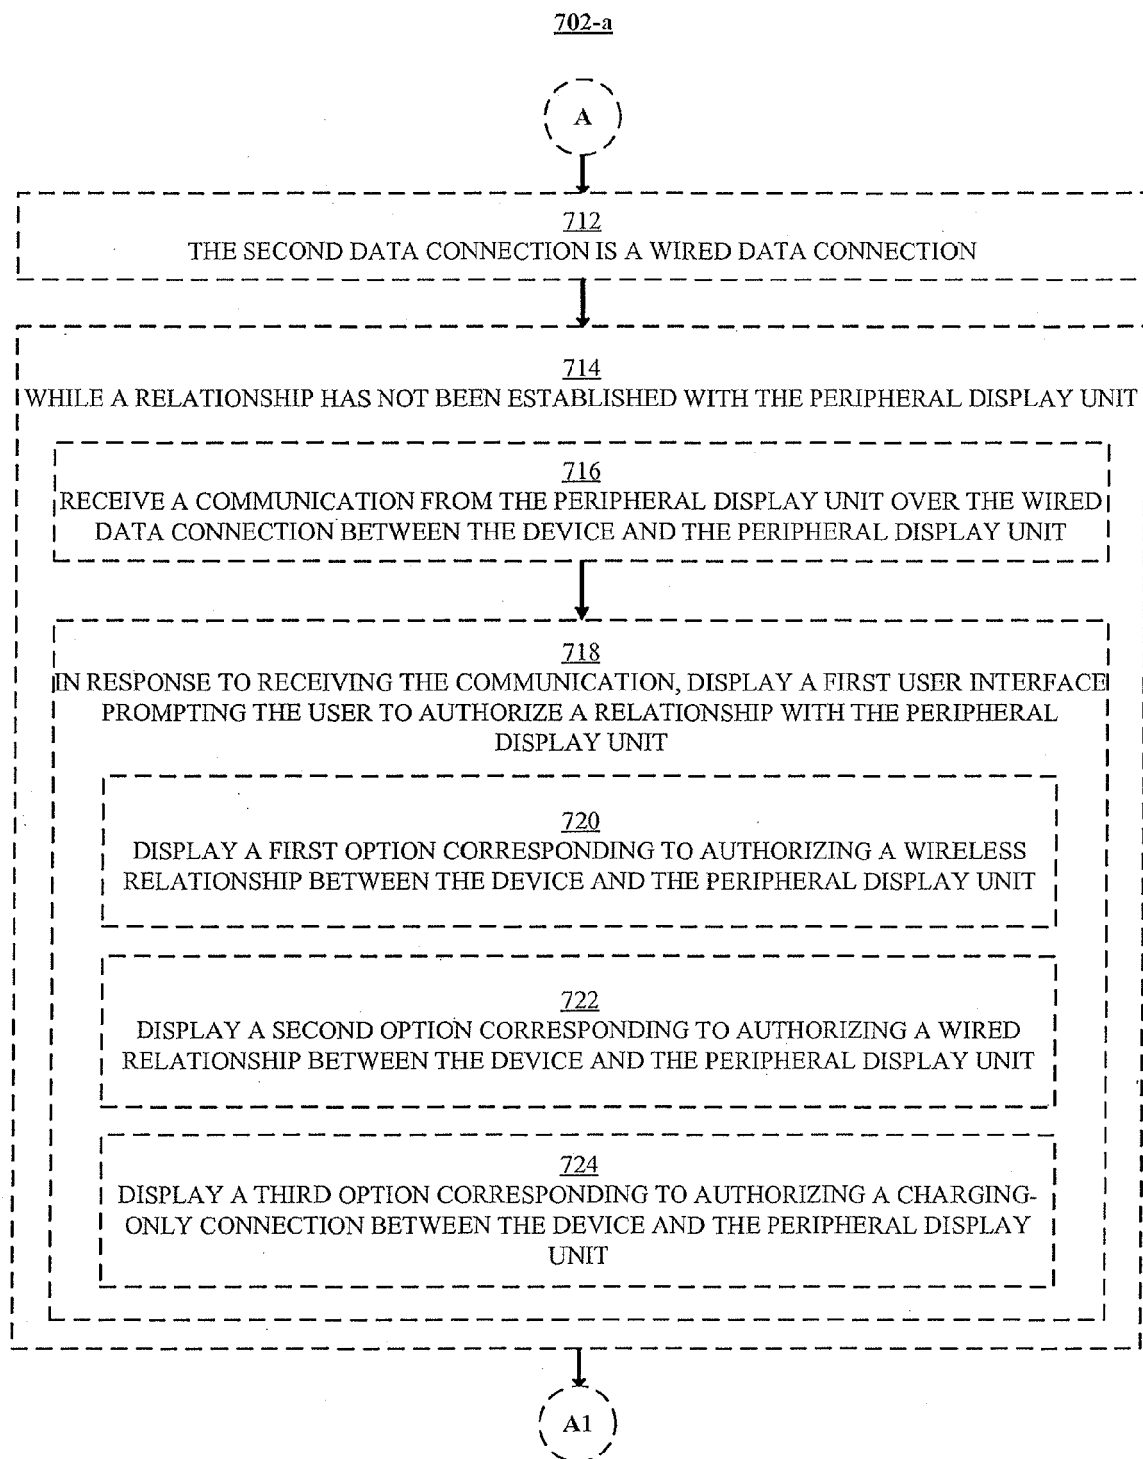 702-a
A
712
THE SECOND DATA CONNECTION IS A WIRED DATA CONNECTION
714
WHILE A RELATIONSHIP HAS NOT BEEN ESTABLISHED WITH THE PERIPHERAL DISPLAY UNIT
716
RECEIVE A COMMUNICATION FROM THE PERIPHERAL DISPLAY UNIT OVER THE WIRED
DATA CONNECTION BETWEEN THE DEVICE AND THE PERIPHERAL DISPLAY UNIT
718
IN RESPONSE TO RECEIVING THE COMMUNICATION, DISPLAY A FIRST USER INTERFACE
PROMPTING THE USER TO AUTHORIZE A RELATIONSHIP WITH THE PERIPHERAL
DISPLAY UNIT
720
DISPLAY A FIRST OPTION CORRESPONDING TO AUTHORIZING A WIRELESS
RELATIONSHIP BETWEEN THE DEVICE AND THE PERIPHERAL DISPLAY UNIT
722
DISPLAY A SECOND OPTION CORRESPONDING TO AUTHORIZING A WIRED
RELATIONSHIP BETWEEN THE DEVICE AND THE PERIPHERAL DISPLAY UNIT
724
DISPLAY A THIRD OPTION CORRESPONDING TO AUTHORIZING A CHARGING-
ONLY CONNECTION BETWEEN THE DEVICE AND THE PERIPHERAL DISPLAY
UNIT
A1